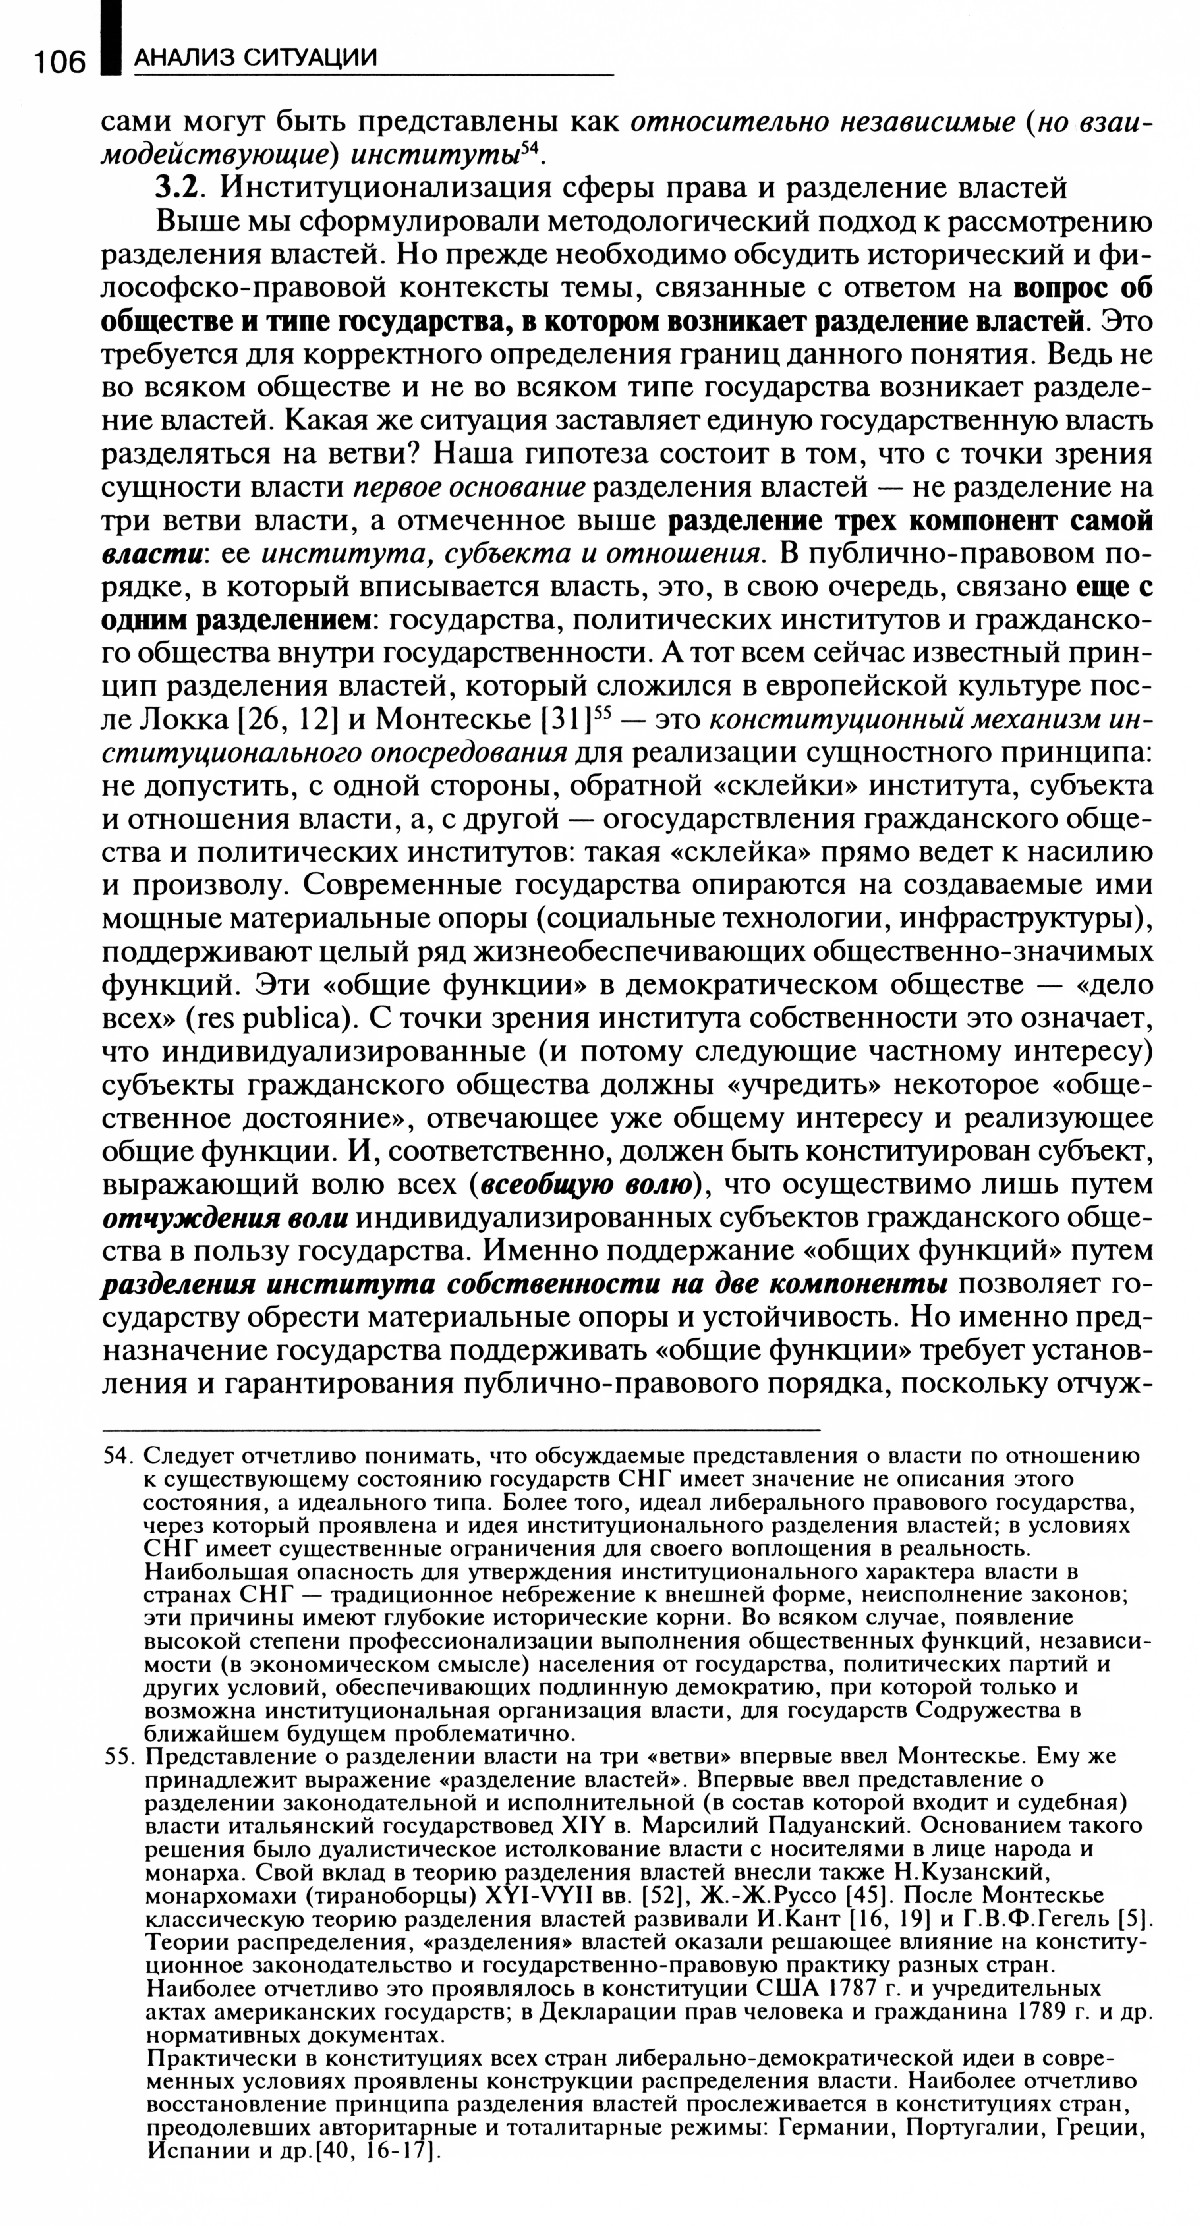 106 АНАЛИЗ СИТУАЦИИ
сами могут быть представлены как относительно независимые (но взаи-
модействующие) институты54.
3.2. Институционализация сферы права и разделение властей
Выше мы сформулировали методологический подход к рассмотрению
разделения властей. Но прежде необходимо обсудить исторический и фи-
лософско-правовой контексты темы, связанные с ответом на вопрос об
обществе и типе государства, в котором возникает разделение властей. Это
требуется для корректного определения границ данного понятия. Ведь не
во всяком обществе и не во всяком типе государства возникает разделе-
ние властей. Какая же ситуация заставляет единую государственную власть
разделяться на ветви? Наша гипотеза состоит в том, что с точки зрения
сущности власти первое основание разделения властей — не разделение на
три ветви власти, а отмеченное выше разделение трех компонент самой
власти: ее института, субъекта и отношения. В публично-правовом по-
рядке, в который вписывается власть, это, в свою очередь, связано еще с
одним разделением: государства, политических институтов и гражданско-
го общества внутри государственности. А тот всем сейчас известный прин-
цип разделения властей, который сложился в европейской культуре пос-
ле Локка [26, 12] и Монтескье [31]55 — это конституционный механизм ин-
ституционального опосредования для реализации сущностного принципа:
не допустить, с одной стороны, обратной «склейки» института, субъекта
и отношения власти, а, с другой — огосударствления гражданского обще-
ства и политических институтов: такая «склейка» прямо ведет к насилию
и произволу. Современные государства опираются на создаваемые ими
мощные материальные опоры (социальные технологии, инфраструктуры),
поддерживают целый ряд жизнеобеспечивающих общественно-значимых
функций. Эти «общие функции» в демократическом обществе — «дело
всех» (res publica). С точки зрения института собственности это означает,
что индивидуализированные (и потому следующие частному интересу)
субъекты гражданского общества должны «учредить» некоторое «обще-
ственное достояние», отвечающее уже общему интересу и реализующее
общие функции. И, соответственно, должен быть конституирован субъект,
выражающий волю всех (всеобщую волю), что осуществимо лишь путем
отчуждения воли индивидуализированных субъектов гражданского обще-
ства в пользу государства. Именно поддержание «общих функций» путем
разделения института собственности на две компоненты позволяет го-
сударству обрести материальные опоры и устойчивость. Но именно пред-
назначение государства поддерживать «общие функции» требует установ-
ления и гарантирования публично-правового порядка, поскольку отчуж-
54. Следует отчетливо понимать, что обсуждаемые представления о власти по отношению
к существующему состоянию государств СНГ имеет значение не описания этого
состояния, а идеального типа. Более того, идеал либерального правового государства,
через который проявлена и идея институционального разделения властей; в условиях
СНГ имеет существенные ограничения для своего воплощения в реальность.
Наибольшая опасность для утверждения институционального характера власти в
странах СНГ — традиционное небрежение к внешней форме, неисполнение законов;
эти причины имеют глубокие исторические корни. Во всяком случае, появление
высокой степени профессионализации выполнения общественных функций, независи-
мости (в экономическом смысле) населения от государства, политических партий и
других условий, обеспечивающих подлинную демократию, при которой только и
возможна институциональная организация власти, для государств Содружества в
ближайшем будущем проблематично.
55. Представление о разделении власти на три «ветви» впервые ввел Монтескье. Ему же
принадлежит выражение «разделение властей». Впервые ввел представление о
разделении законодательной и исполнительной (в состав которой входит и судебная)
власти итальянский государствовед XIY в. Марсилий Падуанский. Основанием такого
решения было дуалистическое истолкование власти с носителями в лице народа и
монарха. Свой вклад в теорию разделения властей внесли также Н.Кузанский,
монархомахи (тираноборцы) XYI-VYII вв. [52], Ж.-Ж.Руссо [45]. После Монтескье
классическую теорию разделения властей развивали И.Кант [16, 19] и Г.В.Ф.Гегель [5].
Теории распределения, «разделения» властей оказали решающее влияние на конститу-
ционное законодательство и государственно-правовую практику разных стран.
Наиболее отчетливо это проявлялось в конституции США 1787 г. и учредительных
актах американских государств; в Декларации прав человека и гражданина 1789 г. и др.
нормативных документах.
Практически в конституциях всех стран либерально-демократической идеи в совре-
менных условиях проявлены конструкции распределения власти. Наиболее отчетливо
восстановление принципа разделения властей прослеживается в конституциях стран,
преодолевших авторитарные и тоталитарные режимы: Германии, Португалии, Греции,
Испании и др.[40, 16-17].